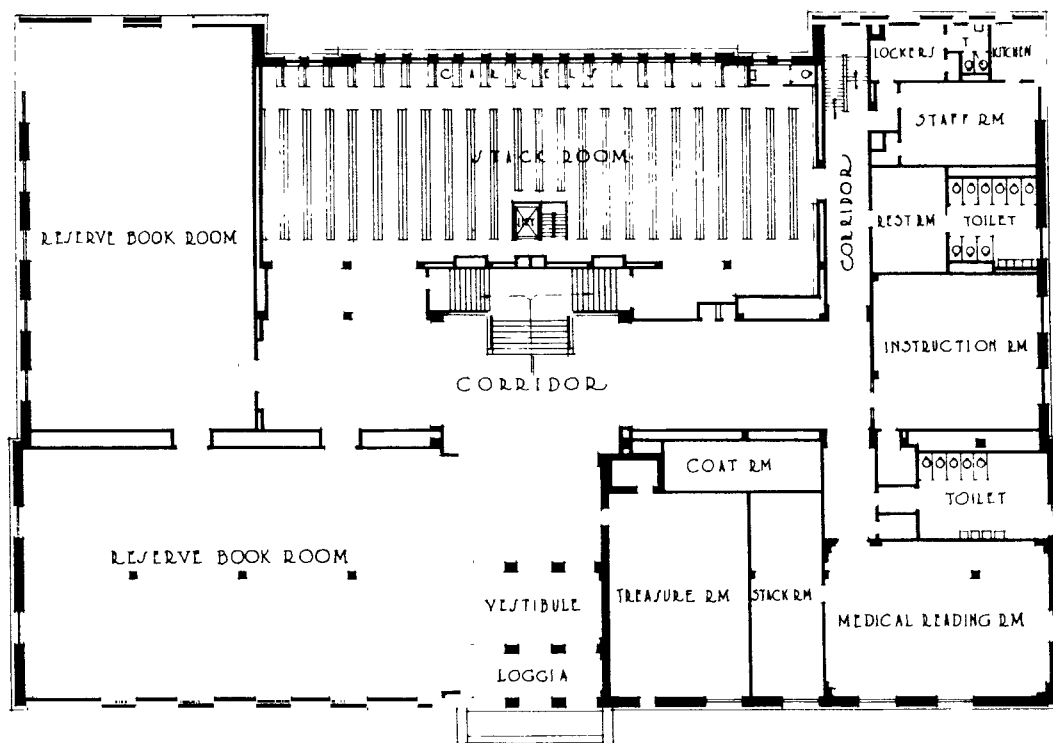 LOCKERS
T
KITCHEN
CARRELS
STAFF RM
STACK ROOM
CORRIDOR
REST RM
TOILET
LIFT
RESERVE BOOK ROOM
INSTRUCTION RM
CORRIDOR
COAT RM
TOILET
RESERVE BOOK ROOM
VESTIBULE
TREASURE RM
STACK RM
MEDICAL READING RM
LOGGIA